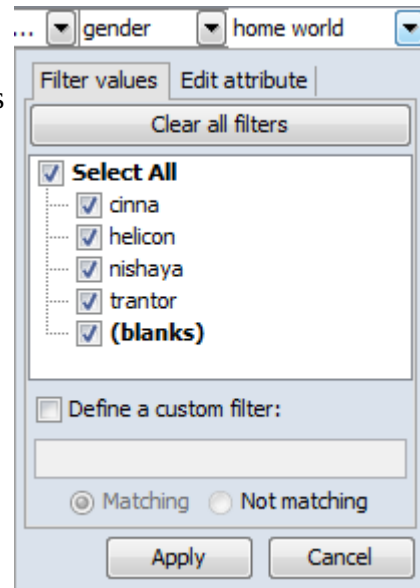 ... gender home world
Filter values Edit attribute
s
Clear all filters
Select All
cinna
helicon
nishaya
trantor
(blanks)
Define a custom filter:
Matching Not matching
Apply Cancel